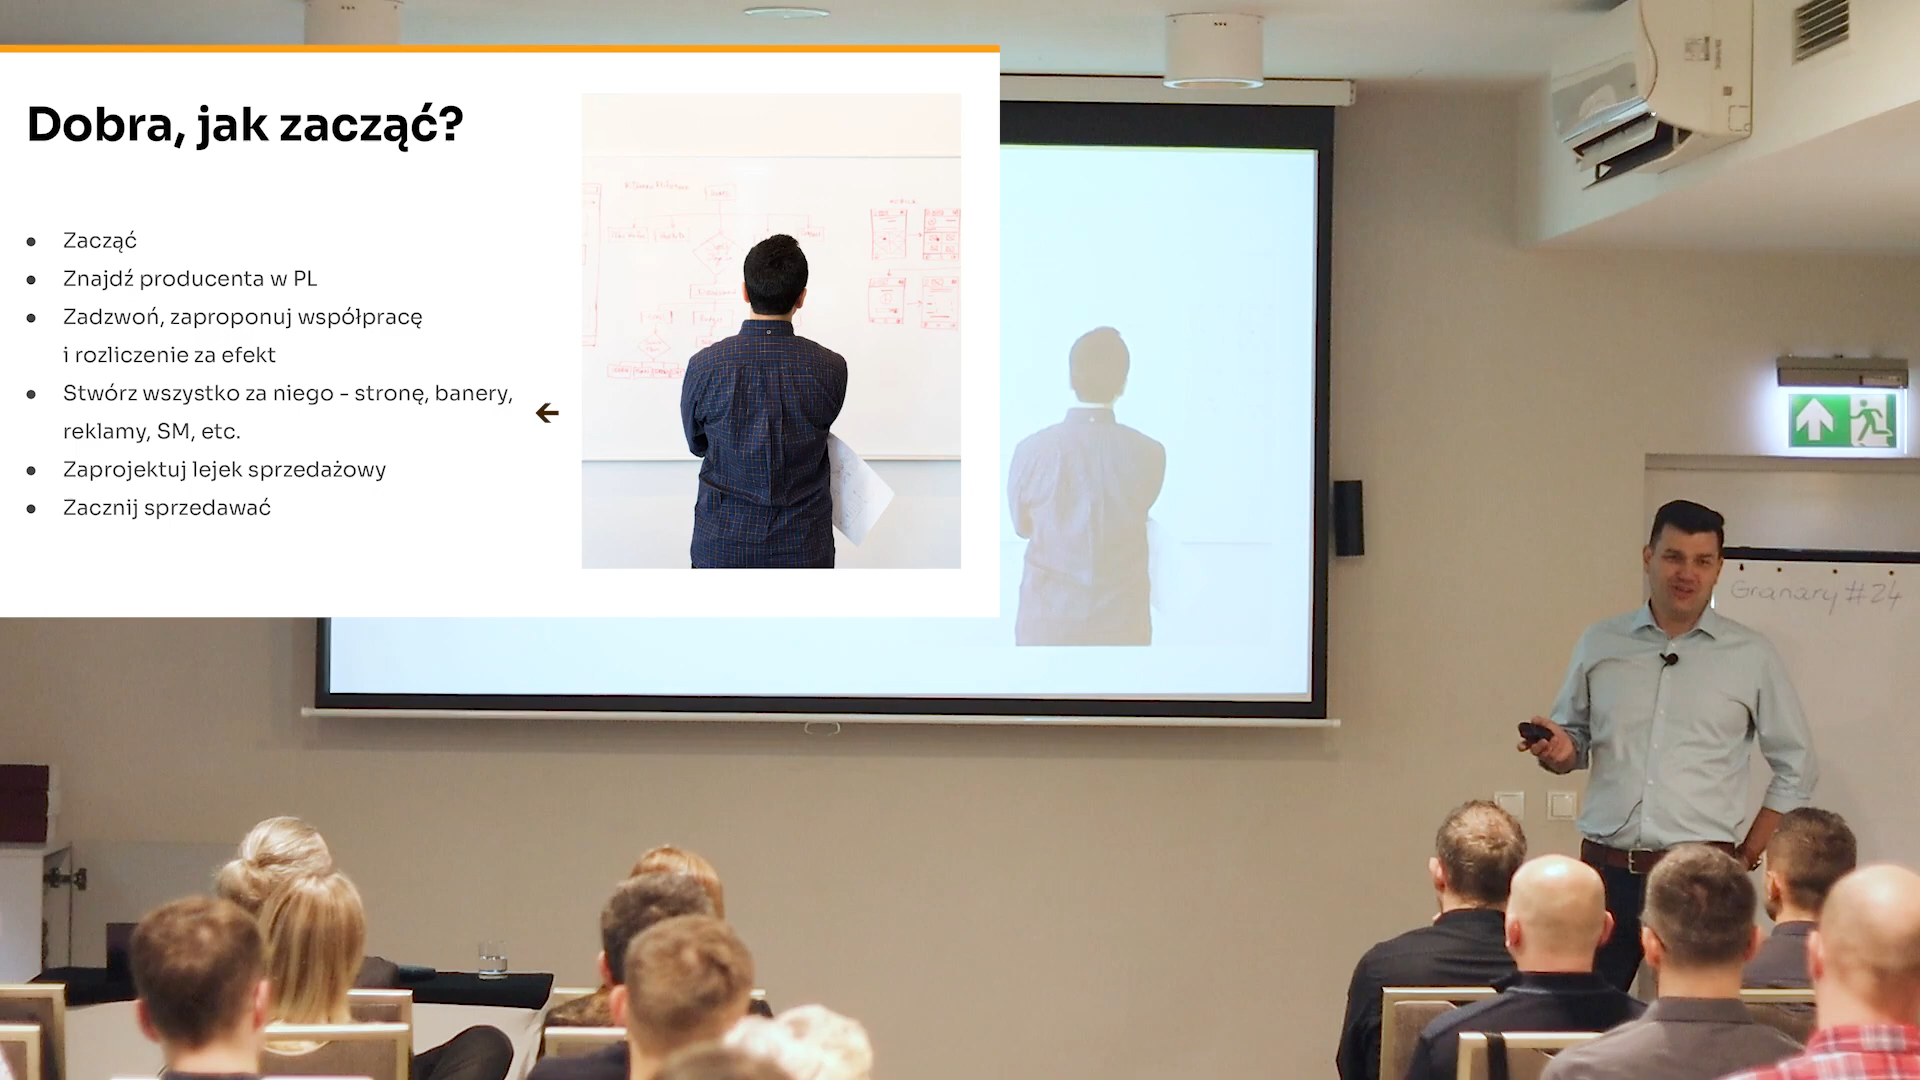 Dobra, jak zacząć?
● Zacząć
● Znajdź producenta w PL
● Zadzwoń, zaproponuj współpracę
i rozliczenie za efekt
● Stwórz wszystko za niego - stronę, banery,
reklamy, SM, etc.
● Zaprojektuj lejek sprzedażowy
● Zacznij sprzedawać
Granary #24